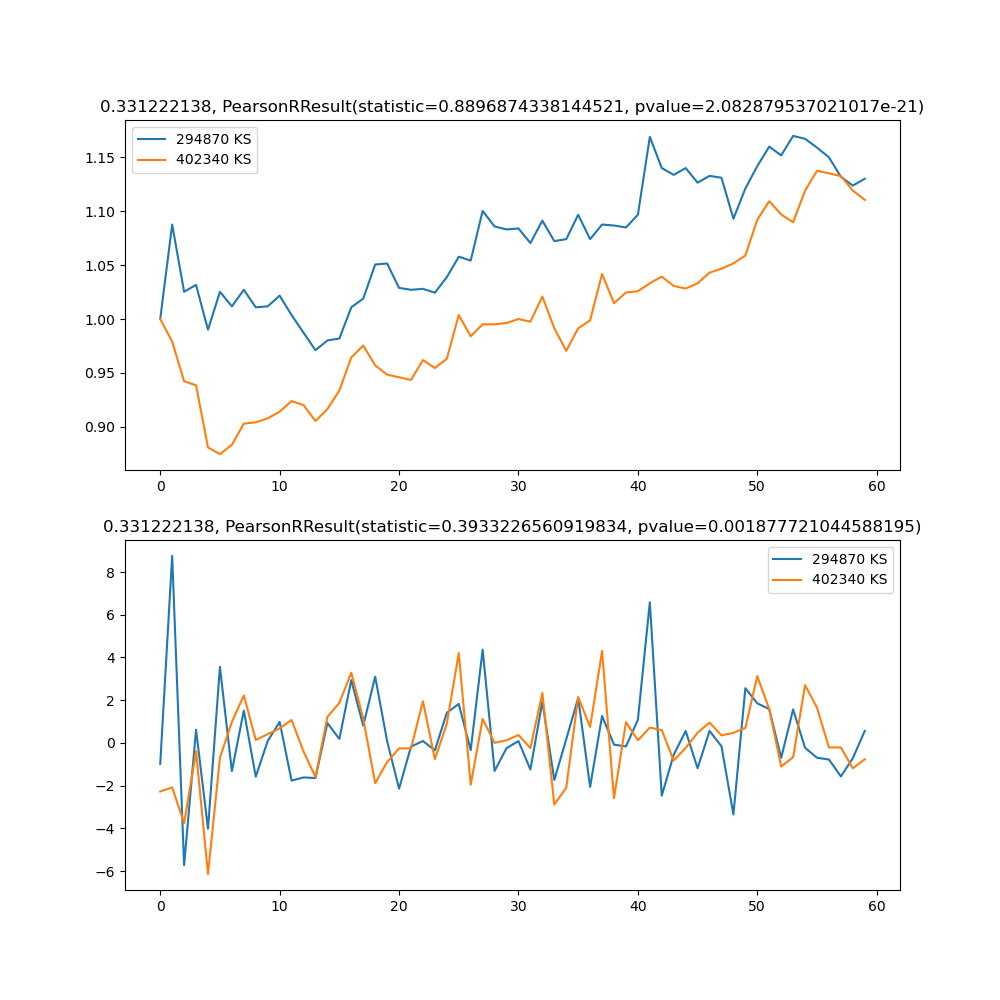 0.331222138, PearsonRResult(statistic=0.8896874338144521, pvalue=2.082879537021017e-21)
294870 KS
402340 KS
1.15
1.10
1.05
1.00
0.95
0.90
0 10 20 30 40 50 60
0.331222138, PearsonRResult(statistic=0.3933226560919834, pvalue=0.0018777210445881​95)
294870 KS
402340 KS
8
6
4
2
0
−2
−4
−6
0 10 20 30 40 50 60